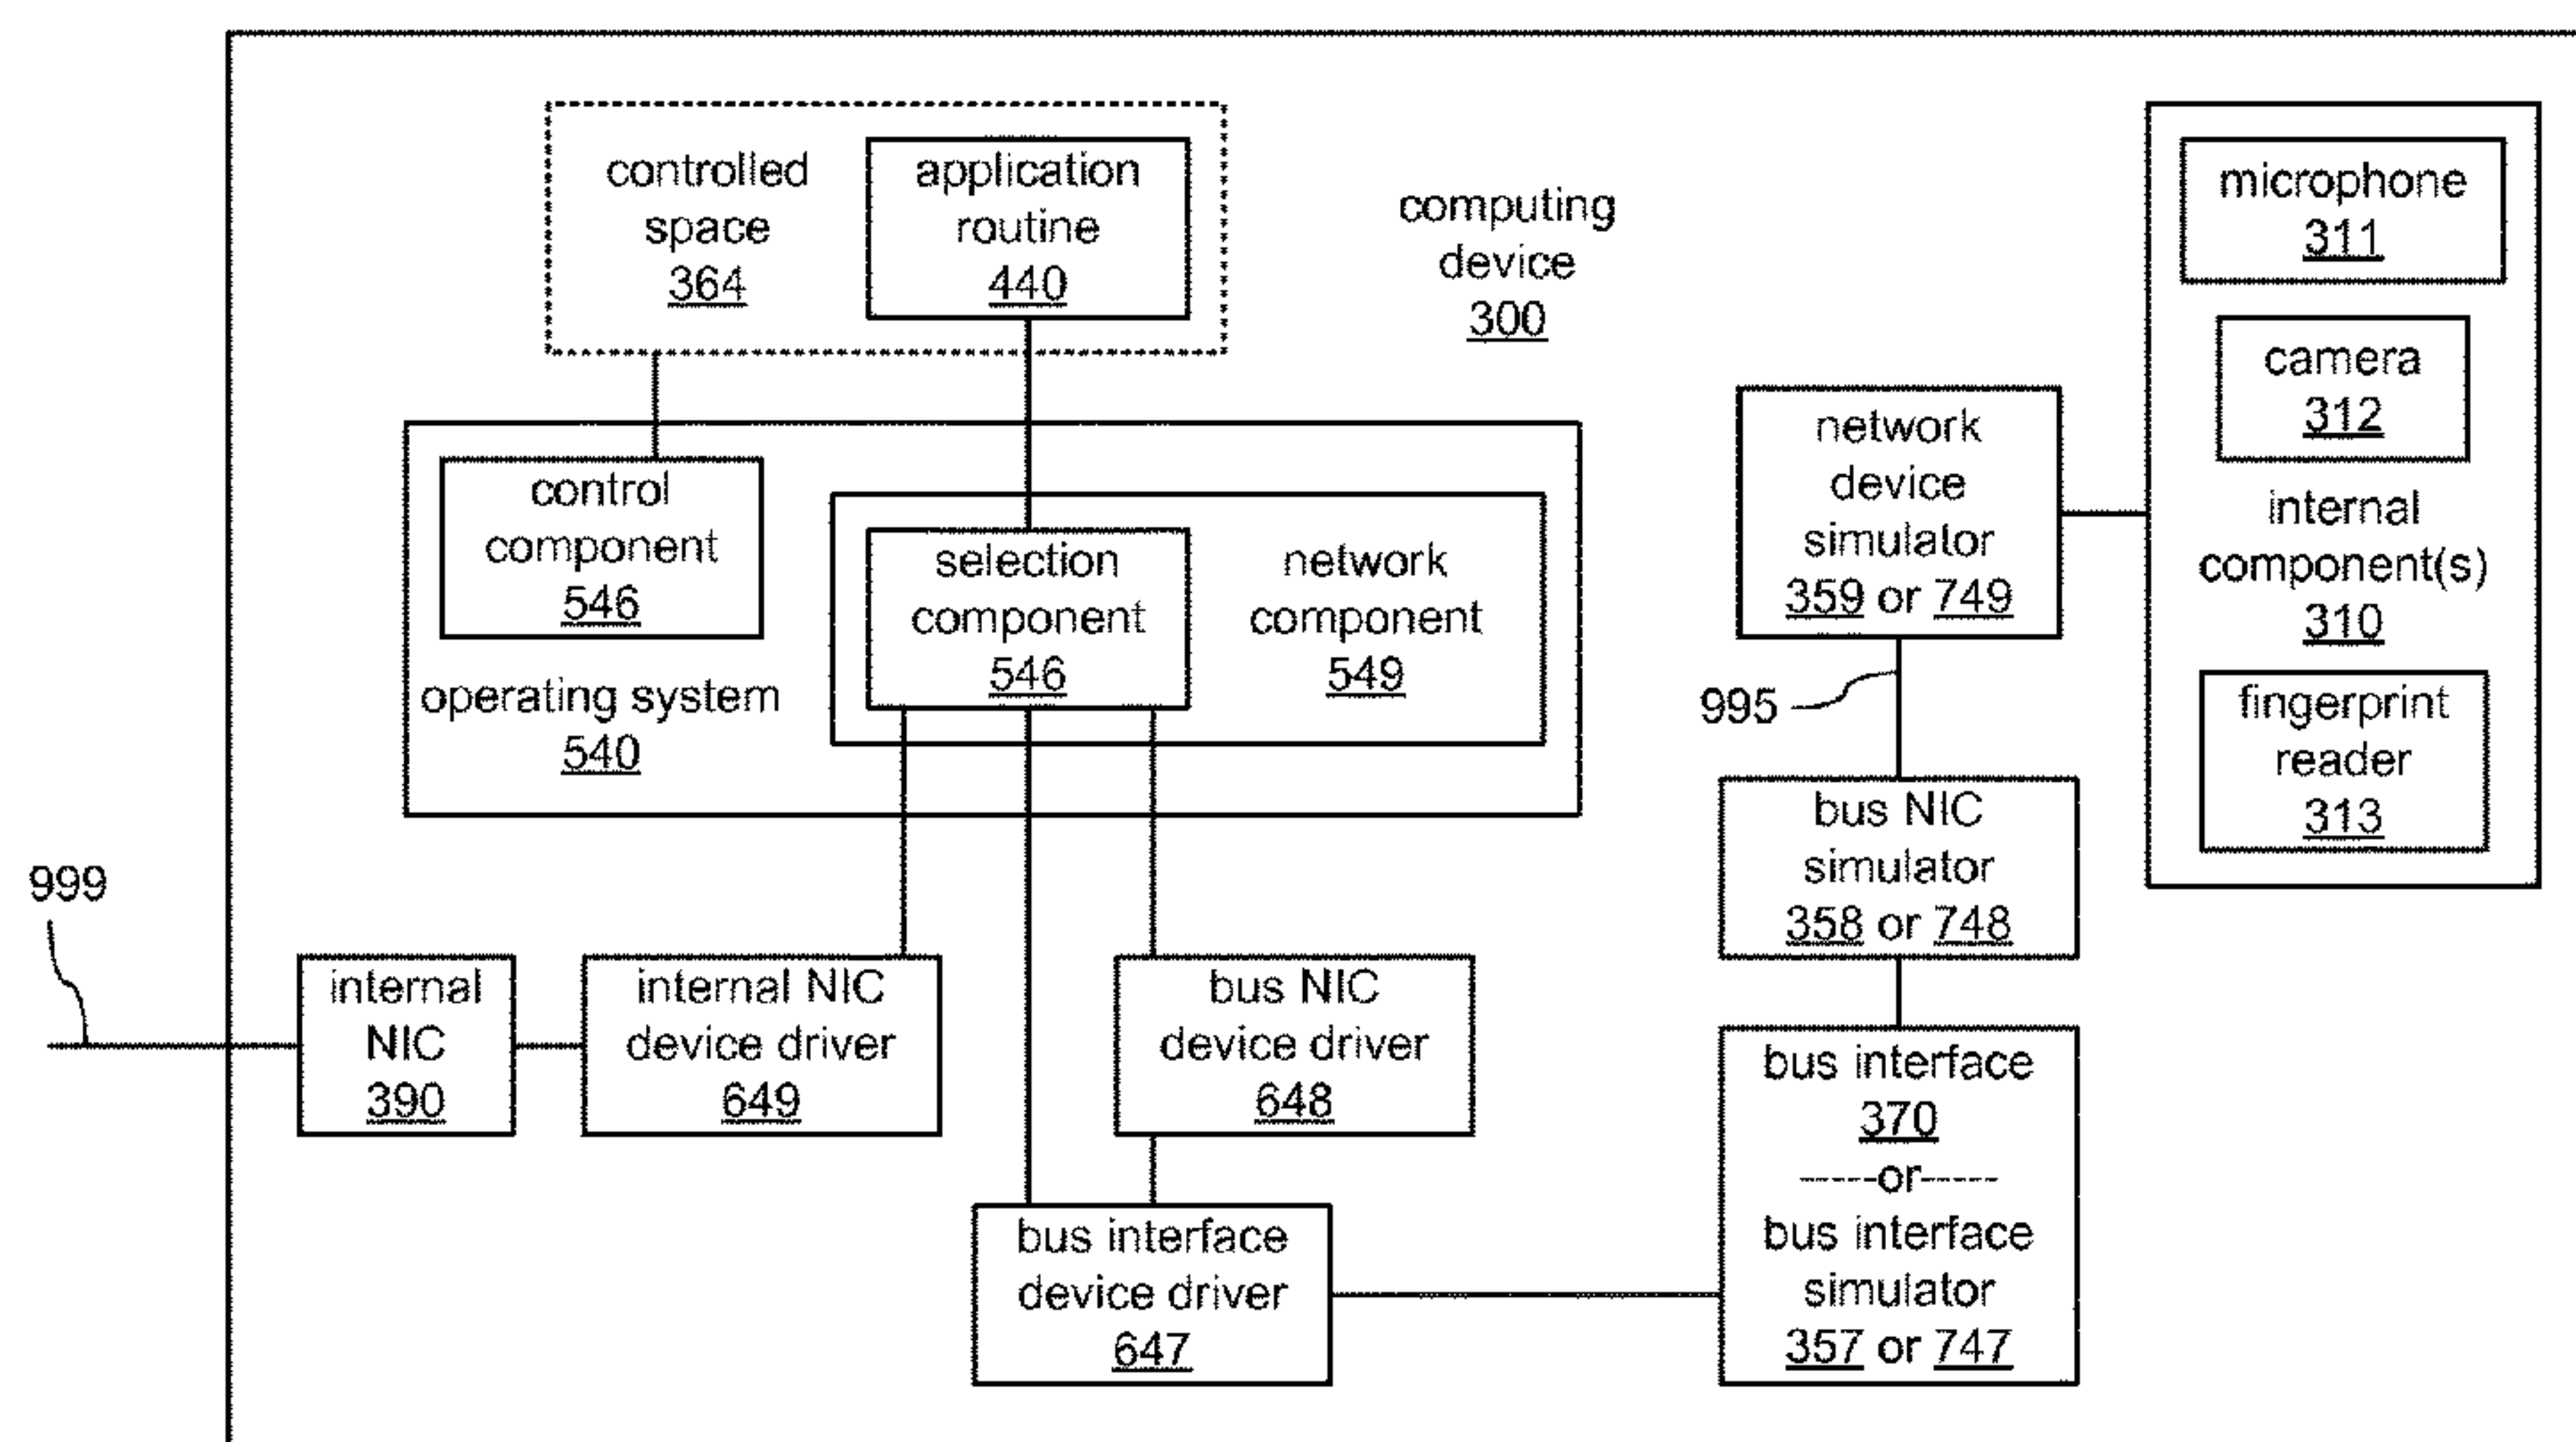 controlled
space
364
application
routine
440
computing
device
300
microphone
311
camera
312
internal
component(s)
310
fingerprint
reader
313
network
device
simulator
359 or 749
control
component
546
selection
component
546
network
component
549
operating system
540
995
bus NIC
simulator
358 or 748
999
internal
NIC
390
internal NIC
device driver
649
bus NIC
device driver
648
bus interface
370
------or------
bus interface
simulator
357 or 747
bus interface
device driver
647